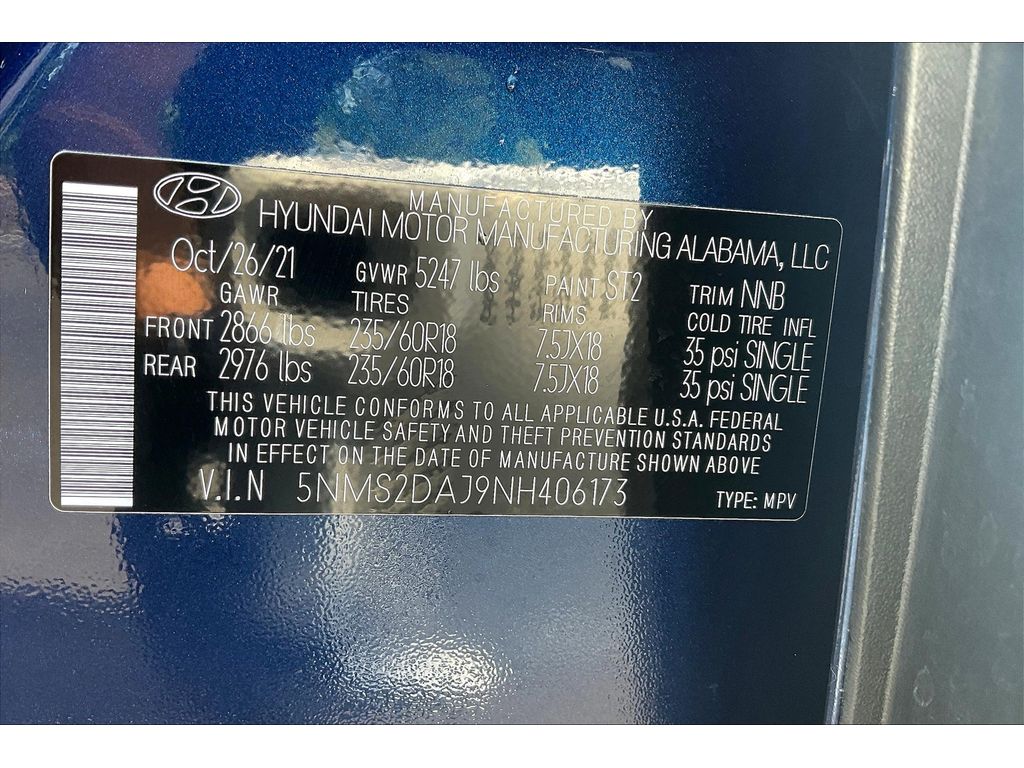 MANUFACTURED BY
HYUNDAI MOTOR MANUFACTURING ALABAMA, LLC
Oct/26/21 GVWR 5247 lbs PAINT ST2 TRIM NNB
GAWR TIRES RIMS COLD TIRE INFL
FRONT 2866 lbs 235/60R18 7.5JX18 35 psi SINGLE
REAR 2976 lbs 235/60R18 7.5JX18 35 psi SINGLE
THIS VEHICLE CONFORMS TO ALL APPLICABLE U.S.A. FEDERAL
MOTOR VEHICLE SAFETY AND THEFT PREVENTION STANDARDS
IN EFFECT ON THE DATE OF MANUFACTURE SHOWN ABOVE
V.I.N 5NMS2DAJ9NH406173 TYPE: MPV